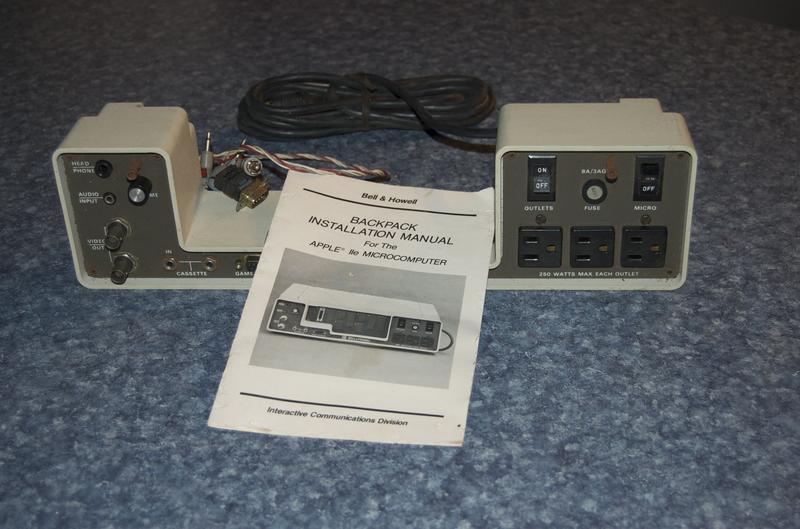 HEAD
PHONE
AUDIO
INPUT
VIDEO
OUT
IN
CASSETTE
GAME
Bell & Howell
BACKPACK
INSTALLATION MANUAL
For The
APPLE® IIe MICROCOMPUTER
Interactive Communications Division
ON
OFF
OUTLETS
8A/3AG
FUSE
OFF
MICRO
250 WATTS MAX EACH OUTLET